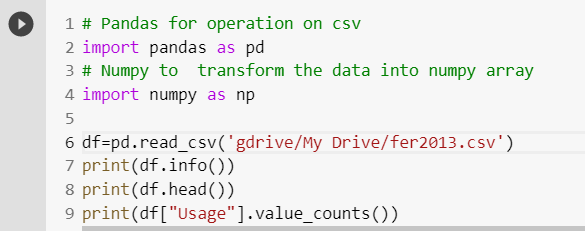 1 # Pandas for operation on csv
2 import pandas as pd
3 # Numpy to  transform the data into numpy array
4 import numpy as np
5
6 df=pd.read_csv('gdrive/My Drive/fer2013.csv')
7 print(df.info())
8 print(df.head())
9 print(df["Usage"].value_counts())